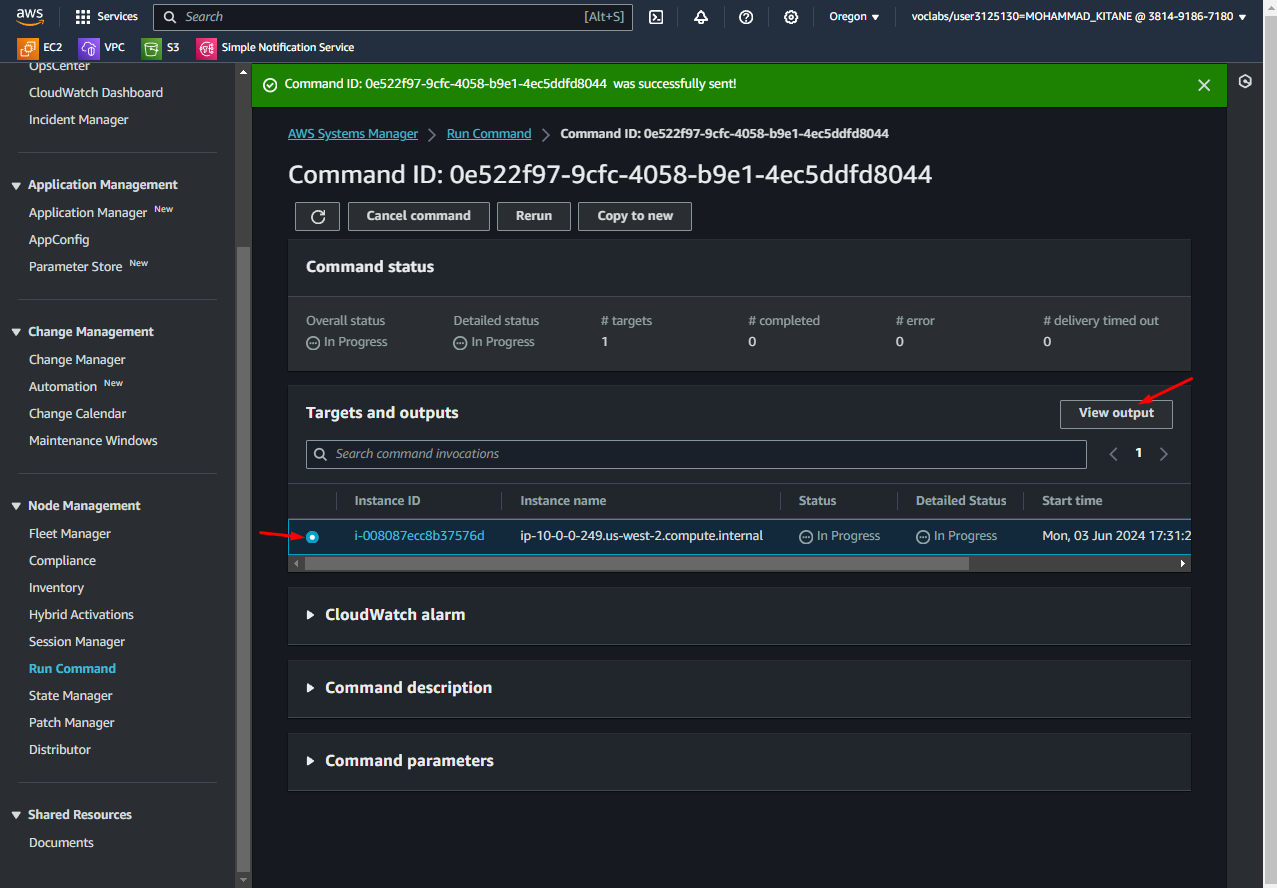 aws
Services
Search
[Alt+S]
Oregon
voclabs/user3125130=MOHAMMAD_KITANE @ 3814-9186-7180
EC2
VPC
S3
Simple Notification Service
OpsCenter
CloudWatch Dashboard
Incident Manager
Application Management
Application Manager New
AppConfig
Parameter Store New
Change Management
Change Manager
Automation New
Change Calendar
Maintenance Windows
Node Management
Fleet Manager
Compliance
Inventory
Hybrid Activations
Session Manager
Run Command
State Manager
Patch Manager
Distributor
Shared Resources
Documents
Command ID: 0e522f97-9cfc-4058-b9e1-4ec5ddfd8044 was successfully sent!
AWS Systems Manager
Run Command
Command ID: 0e522f97-9cfc-4058-b9e1-4ec5ddfd8044
Command ID: 0e522f97-9cfc-4058-b9e1-4ec5ddfd8044
Cancel command
Rerun
Copy to new
Command status
Overall status
In Progress
Detailed status
In Progress
# targets
1
# completed
0
# error
0
# delivery timed out
0
Targets and outputs
View output
Search command invocations
1
Instance ID
Instance name
Status
Detailed Status
Start time
i-008087ecc8b37576d
ip-10-0-0-249.us-west-2.compute.internal
In Progress
In Progress
Mon, 03 Jun 2024 17:31:2
CloudWatch alarm
Command description
Command parameters